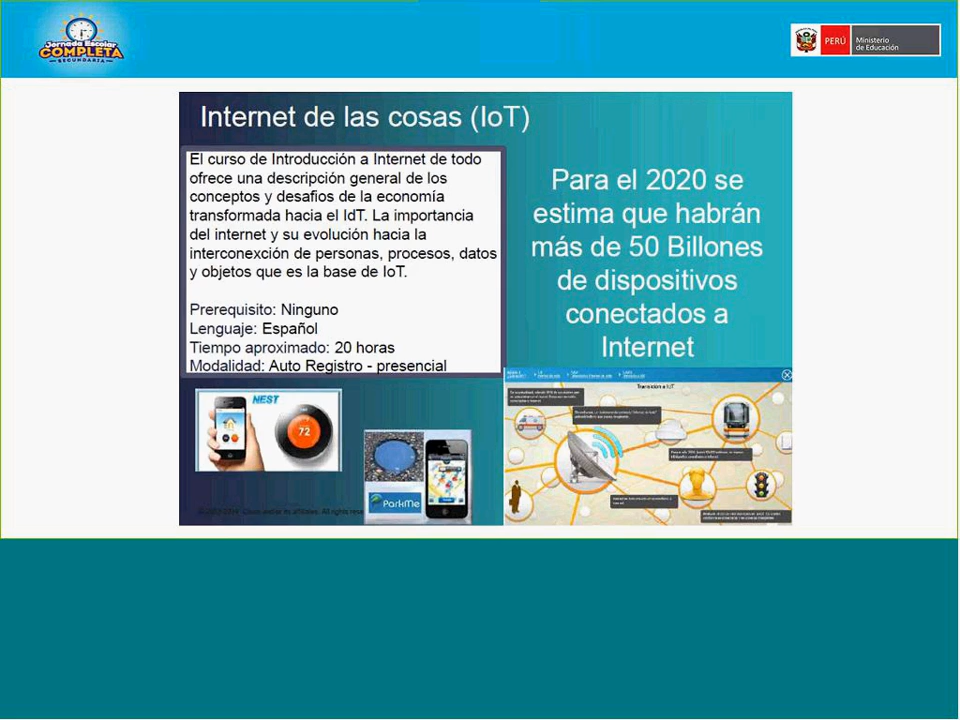 Jornada Escolar
COMPLETA
SECUNDARIA
PERÚ
Ministerio
de Educación
Internet de las cosas (IoT)
El curso de Introducción a Internet de todo
ofrece una descripción general de los
conceptos y desafios de la economía
transformada hacia el IdT. La importancia
del internet y su evolución hacia la
interconexción de personas, procesos, datos
y objetos que es la base de IoT.
Prerequisito: Ninguno
Lenguaje: Español
Tiempo aproximado: 20 horas
Modalidad: Auto Registro - presencial
Para el 2020 se
estima que habrán
más de 50 Billones
de dispositivos
conectados a
Internet
NEST
72
ParkMe
Transición a IoT
All rights